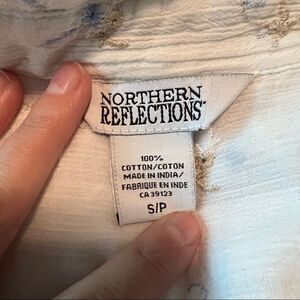 NORTHERN
REFLECTIONS
100%
COTTON/COTON
MADE IN INDIA/
FABRIQUE EN INDE
CA 39123
S/P